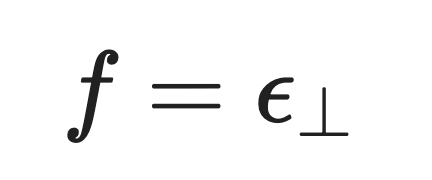 f = ϵ⊥